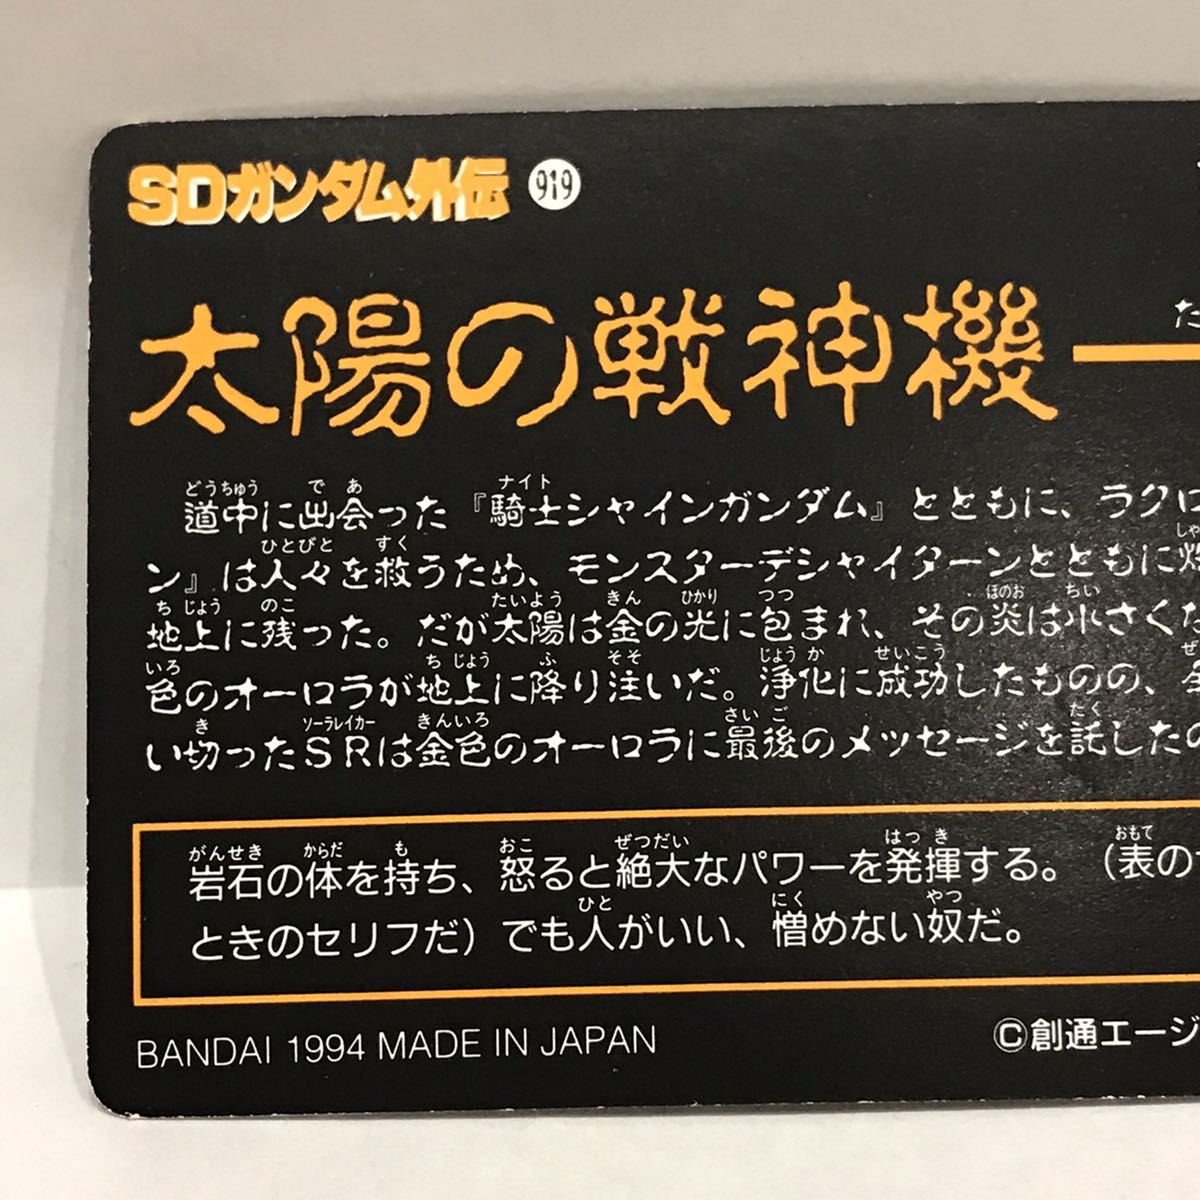 SDガンダム外伝 919
太陽の戦神機
道中に出会った『騎士シャインガンダム』とともに、ラクロ
ン』は人々を救うため、モンスターデシャイターンとともに
地上に残った。だが太陽は金の光に包まれ、その炎は小さくな
色のオーロラが地上に降り注いだ。浄化に成功したものの、全
い切ったSRは金色のオーロラに最後のメッセージを託したの
岩石の体を持ち、怒ると絶大なパワーを発揮する。（表の
ときのセリフだ）でも人がいい、憎めない奴だ。
BANDAI 1994 MADE IN JAPAN
©創通エージ